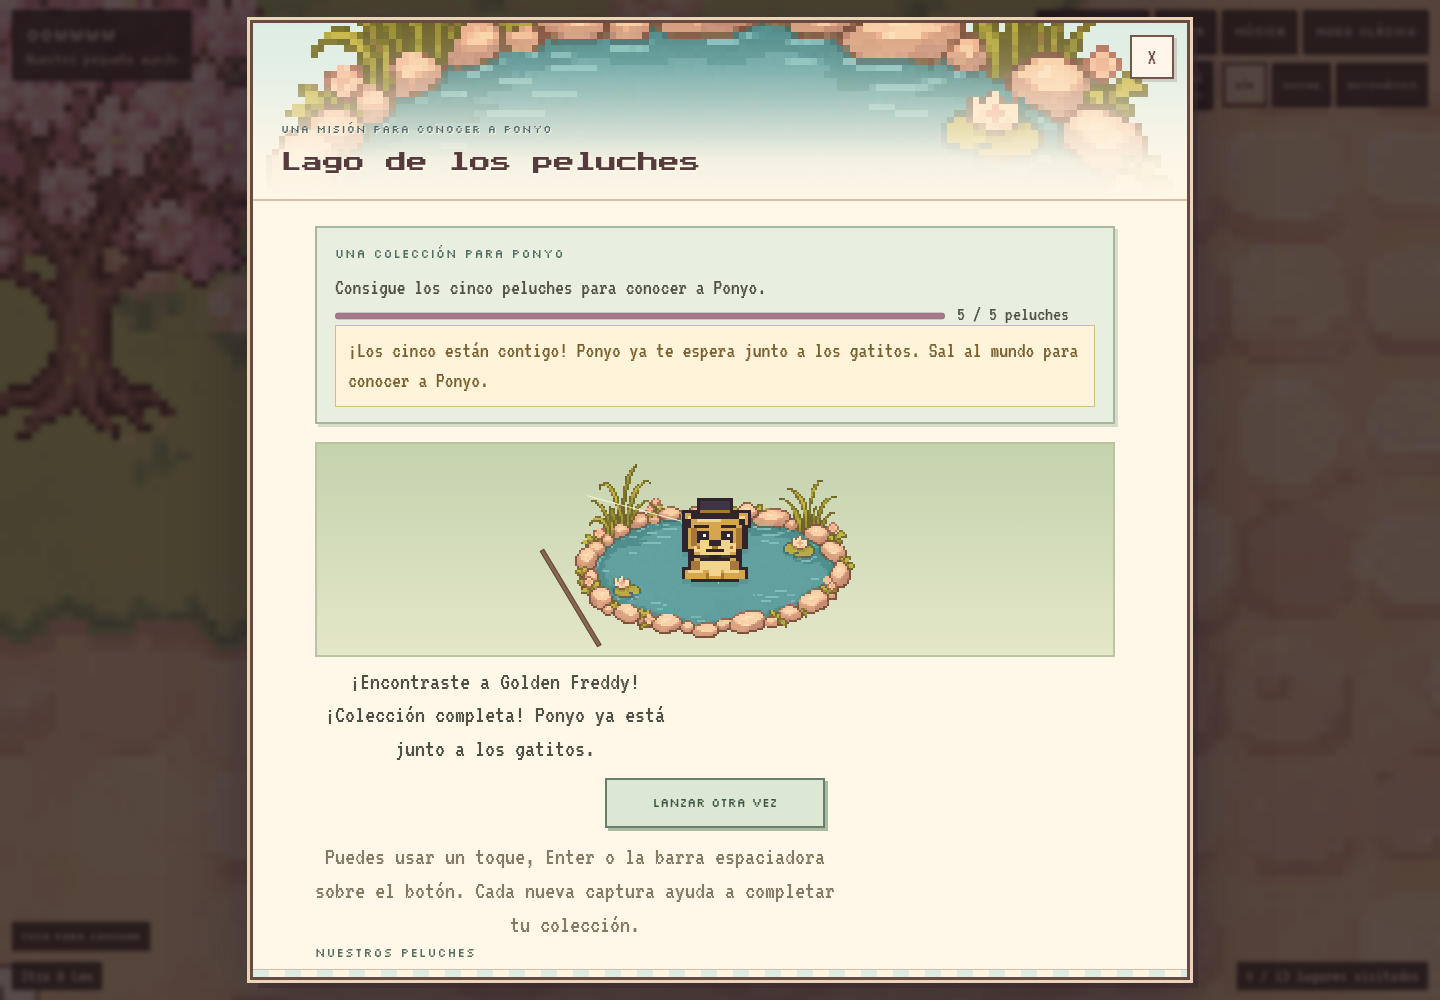 UNA MISIÓN PARA CONOCER A PONYO
Lago de los peluches
X
UNA COLECCIÓN PARA PONYO
Consigue los cinco peluches para conocer a Ponyo.
5 / 5 peluches
¡Los cinco están contigo! Ponyo ya te espera junto a los gatitos. Sal al mundo para
conocer a Ponyo.
¡Encontraste a Golden Freddy!
¡Colección completa! Ponyo ya está
junto a los gatitos.
LANZAR OTRA VEZ
Puedes usar un toque, Enter o la barra espaciadora
sobre el botón. Cada nueva captura ayuda a completar
tu colección.
NUESTROS PELUCHES